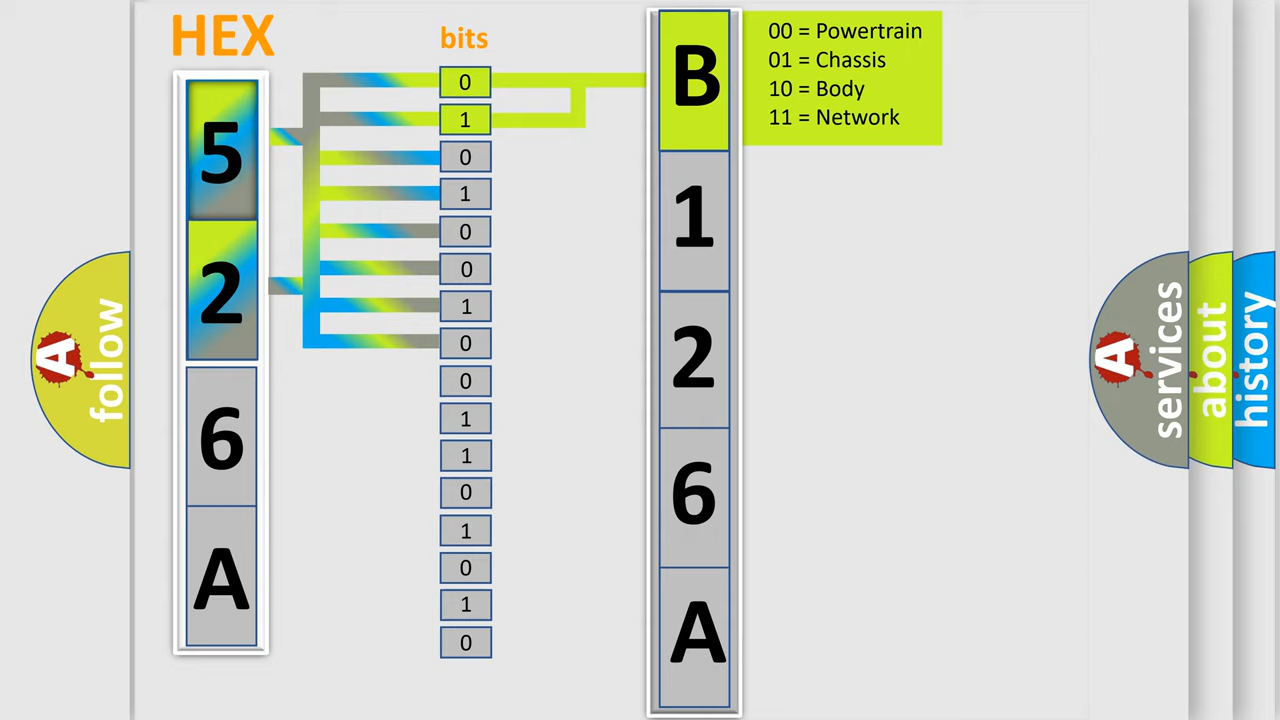 HEX
5
2
6
A
bits
0
1
0
1
0
0
1
0
0
1
1
0
1
0
1
0
B
1
2
6
A
00 = Powertrain
01 = Chassis
10 = Body
11 = Network
A
follow
A
services
about
history